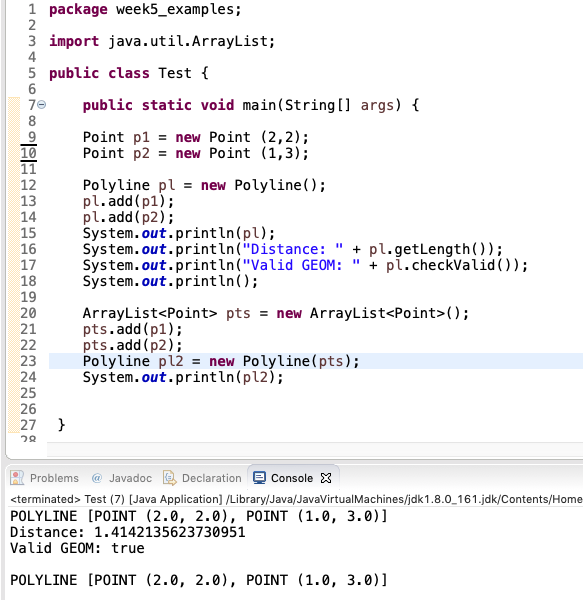 1 package week5_examples;
2
3 import java.util.ArrayList;
4
5 public class Test {
6
7 public static void main(String[] args) {
8
9 Point p1 = new Point (2,2);
10 Point p2 = new Point (1,3);
11
12 Polyline pl = new Polyline();
13 pl.add(p1);
14 pl.add(p2);
15 System.out.println(pl);
16 System.out.println("Distance: " + pl.getLength());
17 System.out.println("Valid GEOM: " + pl.checkValid());
18 System.out.println();
19
20 ArrayList<Point> pts = new ArrayList<Point>();
21 pts.add(p1);
22 pts.add(p2);
23 Polyline pl2 = new Polyline(pts);
24 System.out.println(pl2);
25
26
27 }
28
Problems @ Javadoc Declaration Console
<terminated> Test (7) [Java Application] /Library/Java/JavaVirtualMachines/jdk1.8.0_161.jdk/Contents/Home
POLYLINE [POINT (2.0, 2.0), POINT (1.0, 3.0)]
Distance: 1.4142135623730951
Valid GEOM: true
POLYLINE [POINT (2.0, 2.0), POINT (1.0, 3.0)]